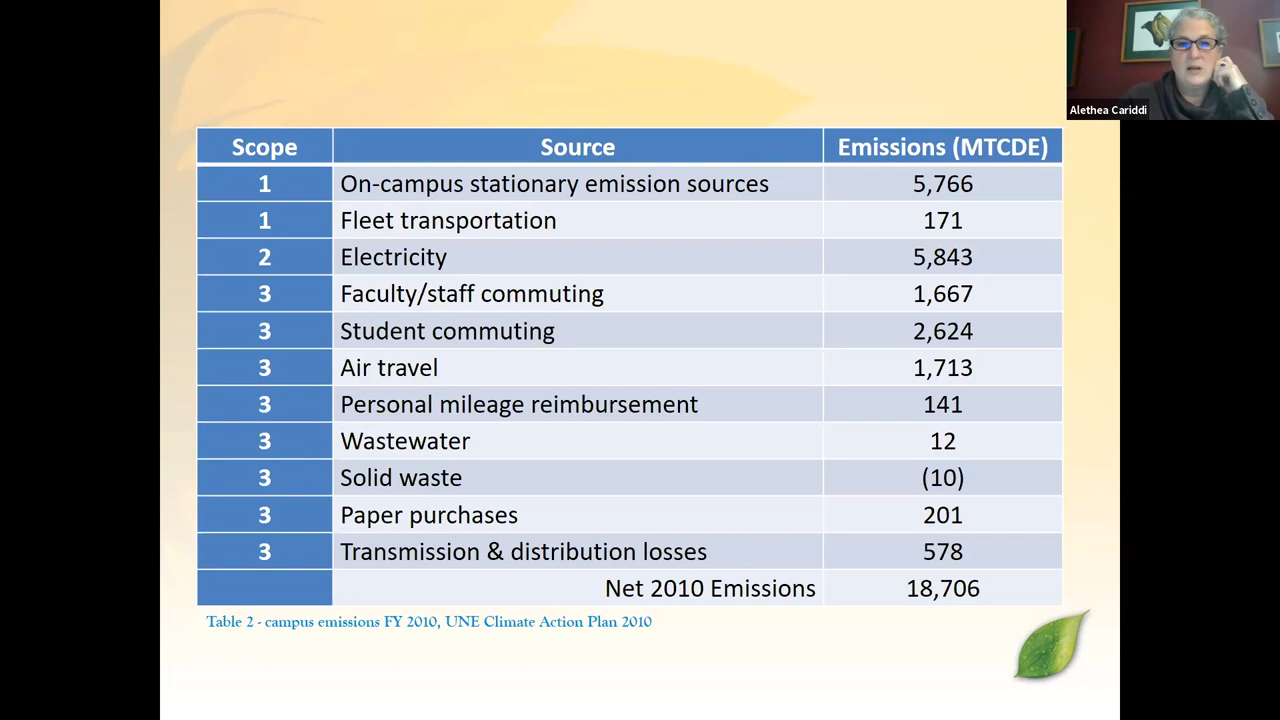 Alethea Cariddi
Scope Source Emissions (MTCDE)
1 On-campus stationary emission sources 5,766
1 Fleet transportation 171
2 Electricity 5,843
3 Faculty/staff commuting 1,667
3 Student commuting 2,624
3 Air travel 1,713
3 Personal mileage reimbursement 141
3 Wastewater 12
3 Solid waste (10)
3 Paper purchases 201
3 Transmission & distribution losses 578
Net 2010 Emissions 18,706
Table 2 - campus emissions FY 2010, UNE Climate Action Plan 2010